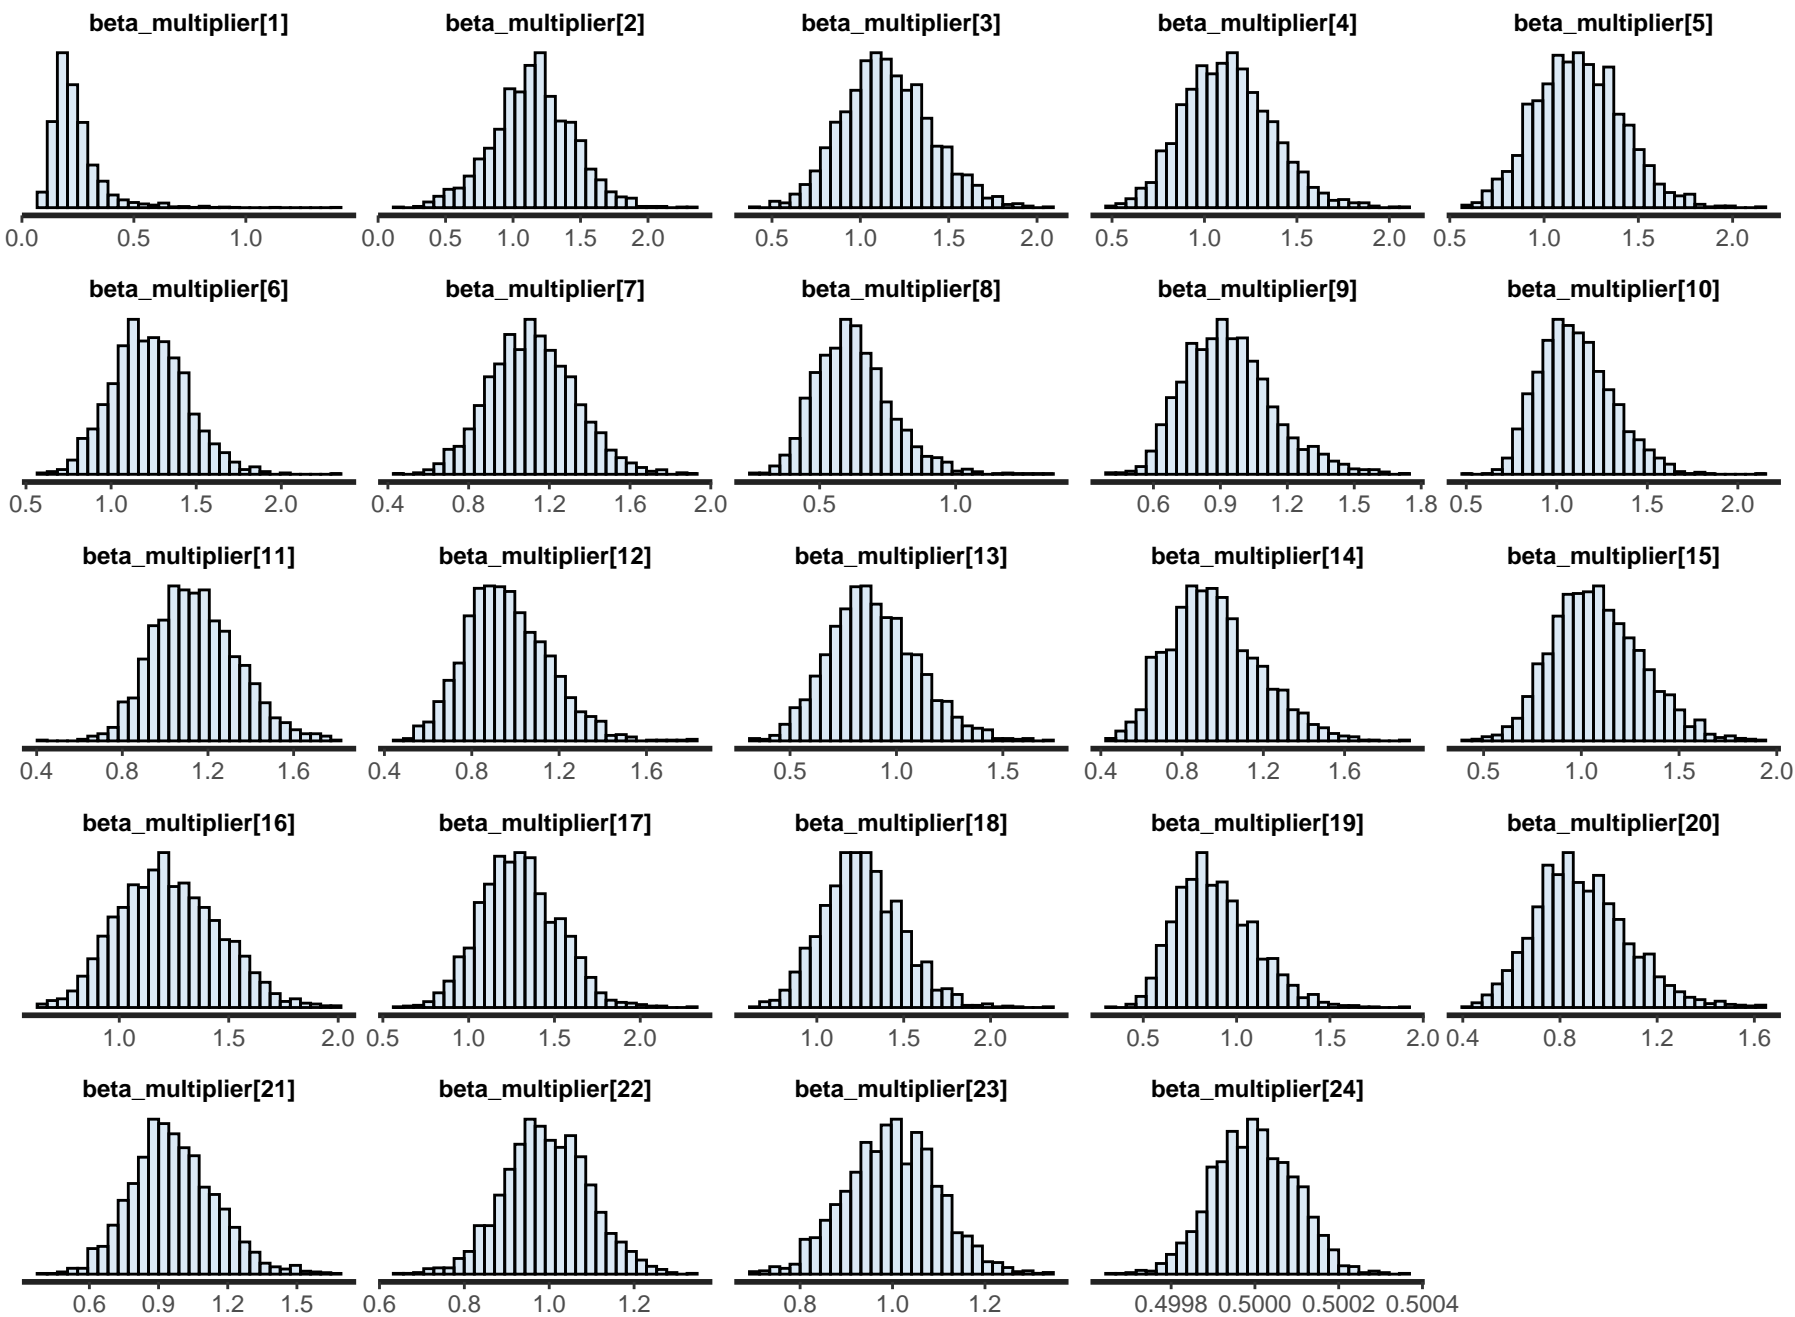 beta_multiplier[1] beta_multiplier[2] beta_multiplier[3] beta_multiplier[4] beta_multiplier[5]
0.0 0.5 1.0 0.0 0.5 1.0 1.5 2.0 0.5 1.0 1.5 2.0 0.5 1.0 1.5 2.0 0.5 1.0 1.5 2.0
beta_multiplier[6] beta_multiplier[7] beta_multiplier[8] beta_multiplier[9] beta_multiplier[10]
0.5 1.0 1.5 2.0 0.4 0.8 1.2 1.6 2.0 0.5 1.0 0.6 0.9 1.2 1.5 1.8 0.5 1.0 1.5 2.0
beta_multiplier[11] beta_multiplier[12] beta_multiplier[13] beta_multiplier[14] beta_multiplier[15]
0.4 0.8 1.2 1.6 0.4 0.8 1.2 1.6 0.5 1.0 1.5 0.4 0.8 1.2 1.6 0.5 1.0 1.5 2.0
beta_multiplier[16] beta_multiplier[17] beta_multiplier[18] beta_multiplier[19] beta_multiplier[20]
1.0 1.5 2.0 0.5 1.0 1.5 2.0 1.0 1.5 2.0 0.5 1.0 1.5 2.0 0.4 0.8 1.2 1.6
beta_multiplier[21] beta_multiplier[22] beta_multiplier[23] beta_multiplier[24]
0.6 0.9 1.2 1.5 0.6 0.8 1.0 1.2 0.8 1.0 1.2 0.4998 0.5000 0.5002 0.5004